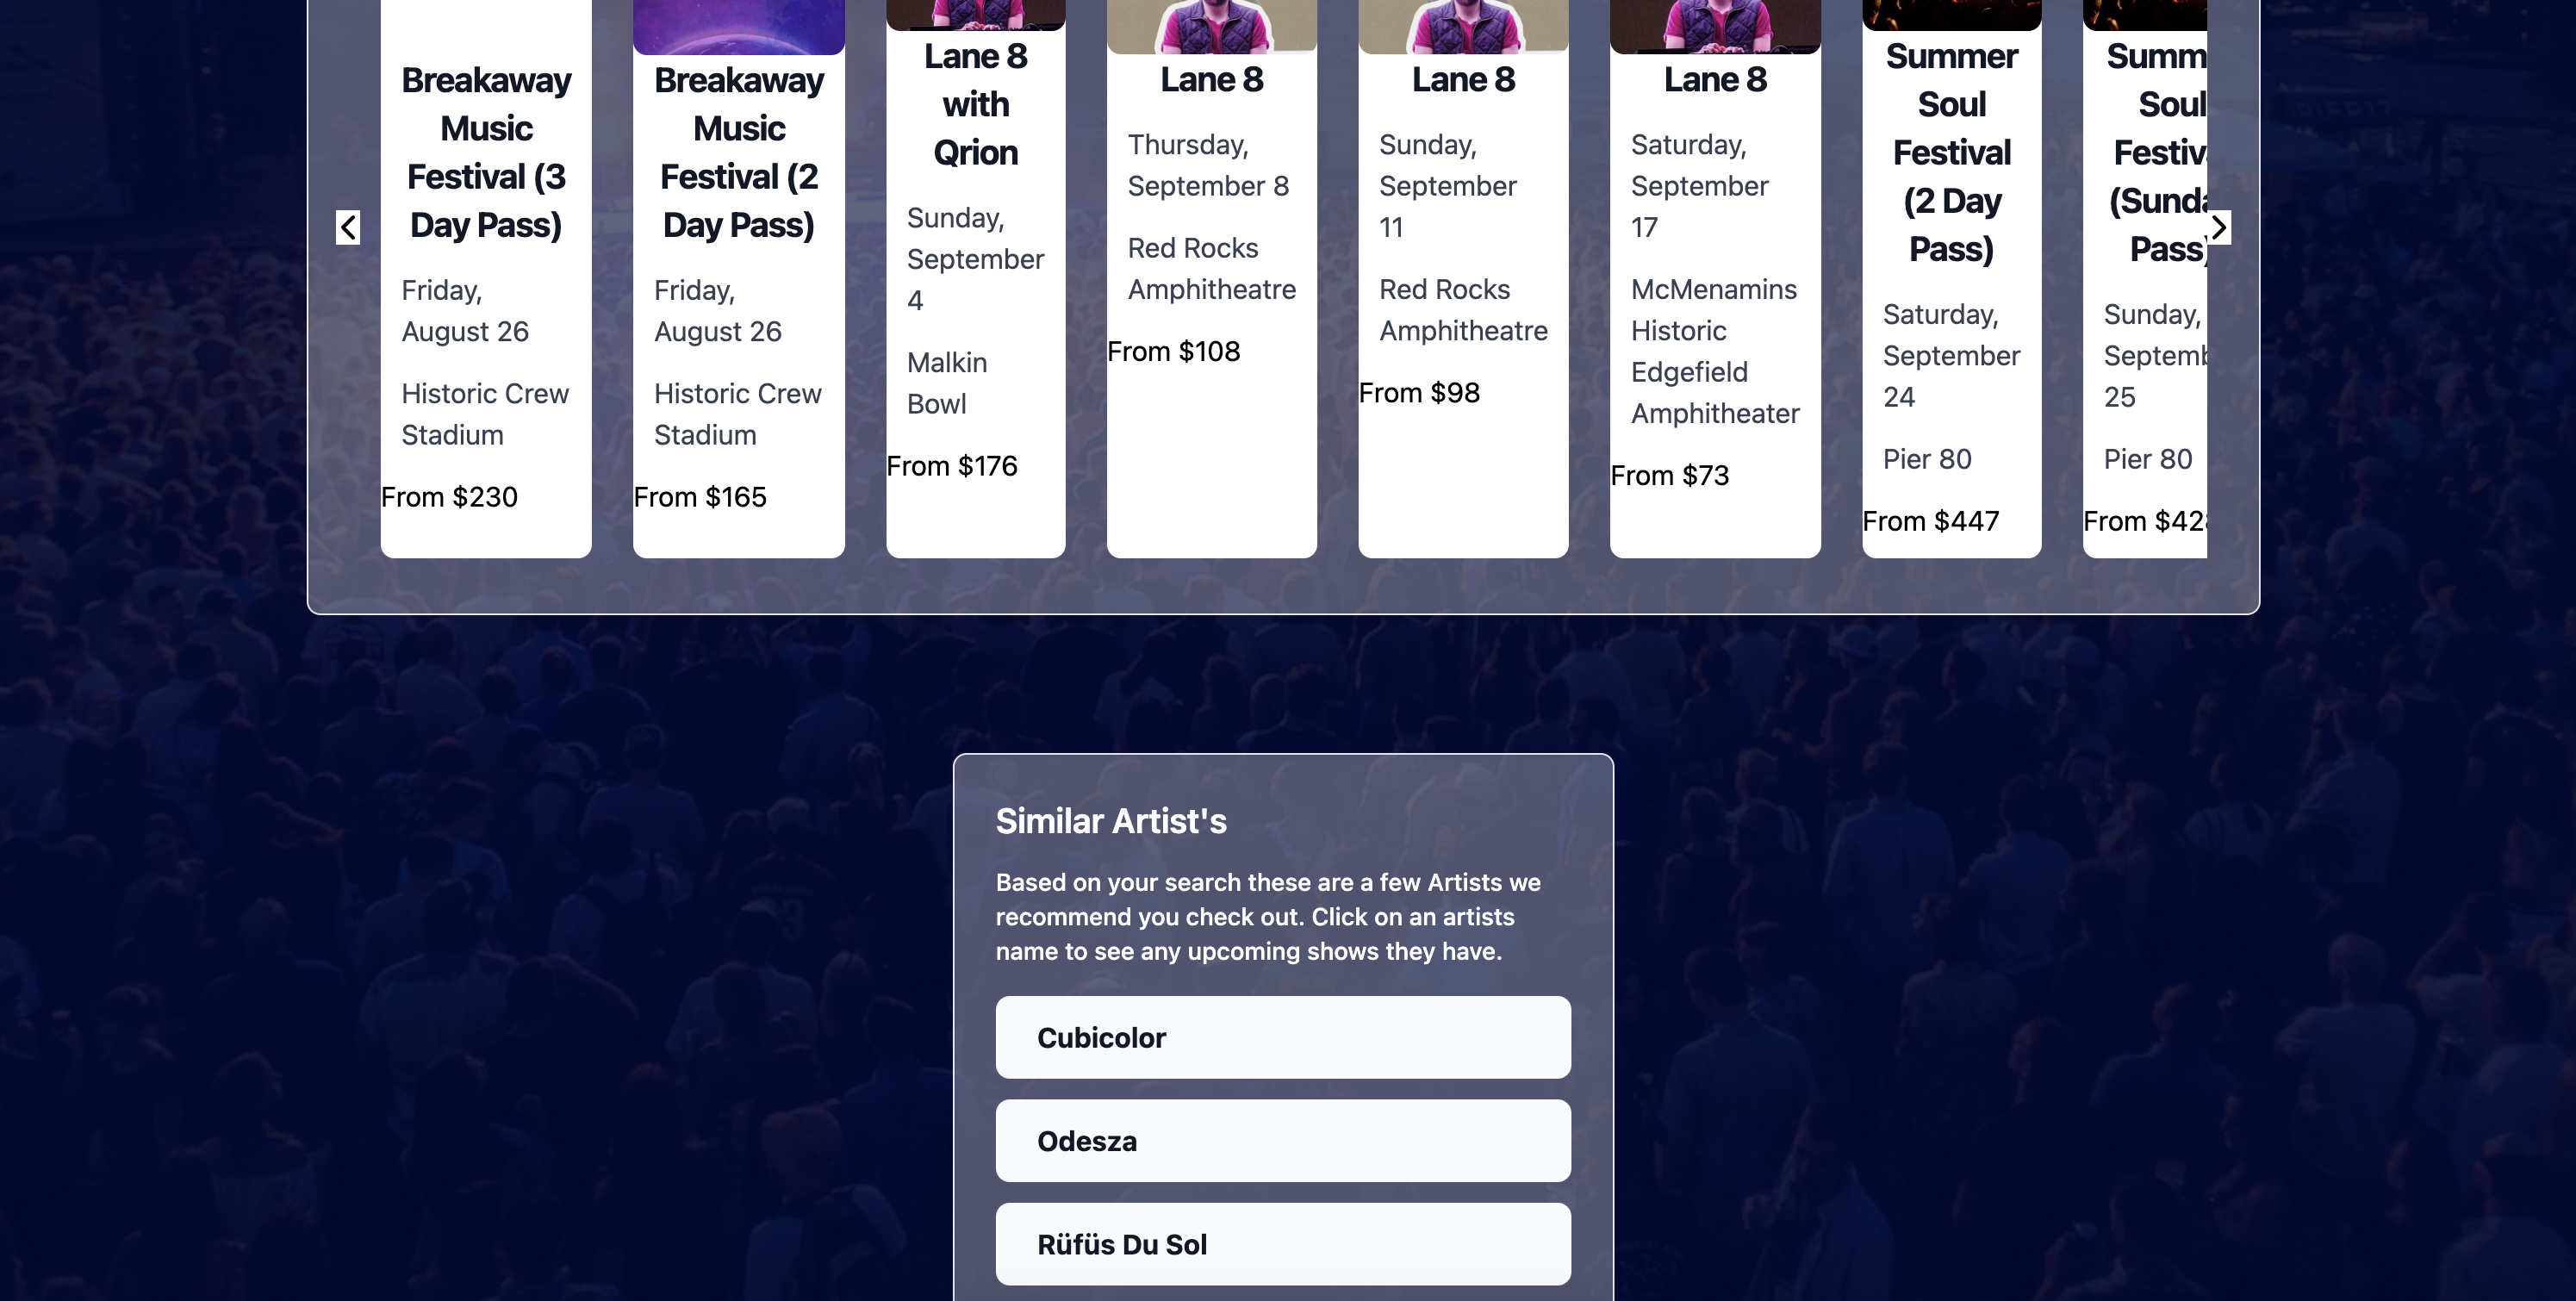 Breakaway
Music
Festival (3
Day Pass)
Friday,
August 26
Historic Crew
Stadium
From $230
Breakaway
Music
Festival (2
Day Pass)
Friday,
August 26
Historic Crew
Stadium
From $165
Lane 8
with
Qrion
Sunday,
September
4
Malkin
Bowl
From $176
Lane 8
Thursday,
September 8
Red Rocks
Amphitheatre
From $108
Lane 8
Sunday,
September
11
Red Rocks
Amphitheatre
From $98
Lane 8
Saturday,
September
17
McMenamins
Historic
Edgefield
Amphitheater
From $73
Summer
Soul
Festival
(2 Day
Pass)
Saturday,
September
24
Pier 80
From $447
Summ
Soul
Festiv
(Sunda
Pass)
Sunday,
Septemb
25
Pier 80
From $42
Similar Artist's
Based on your search these are a few Artists we
recommend you check out. Click on an artists
name to see any upcoming shows they have.
Cubicolor
Odesza
Rüfüs Du Sol